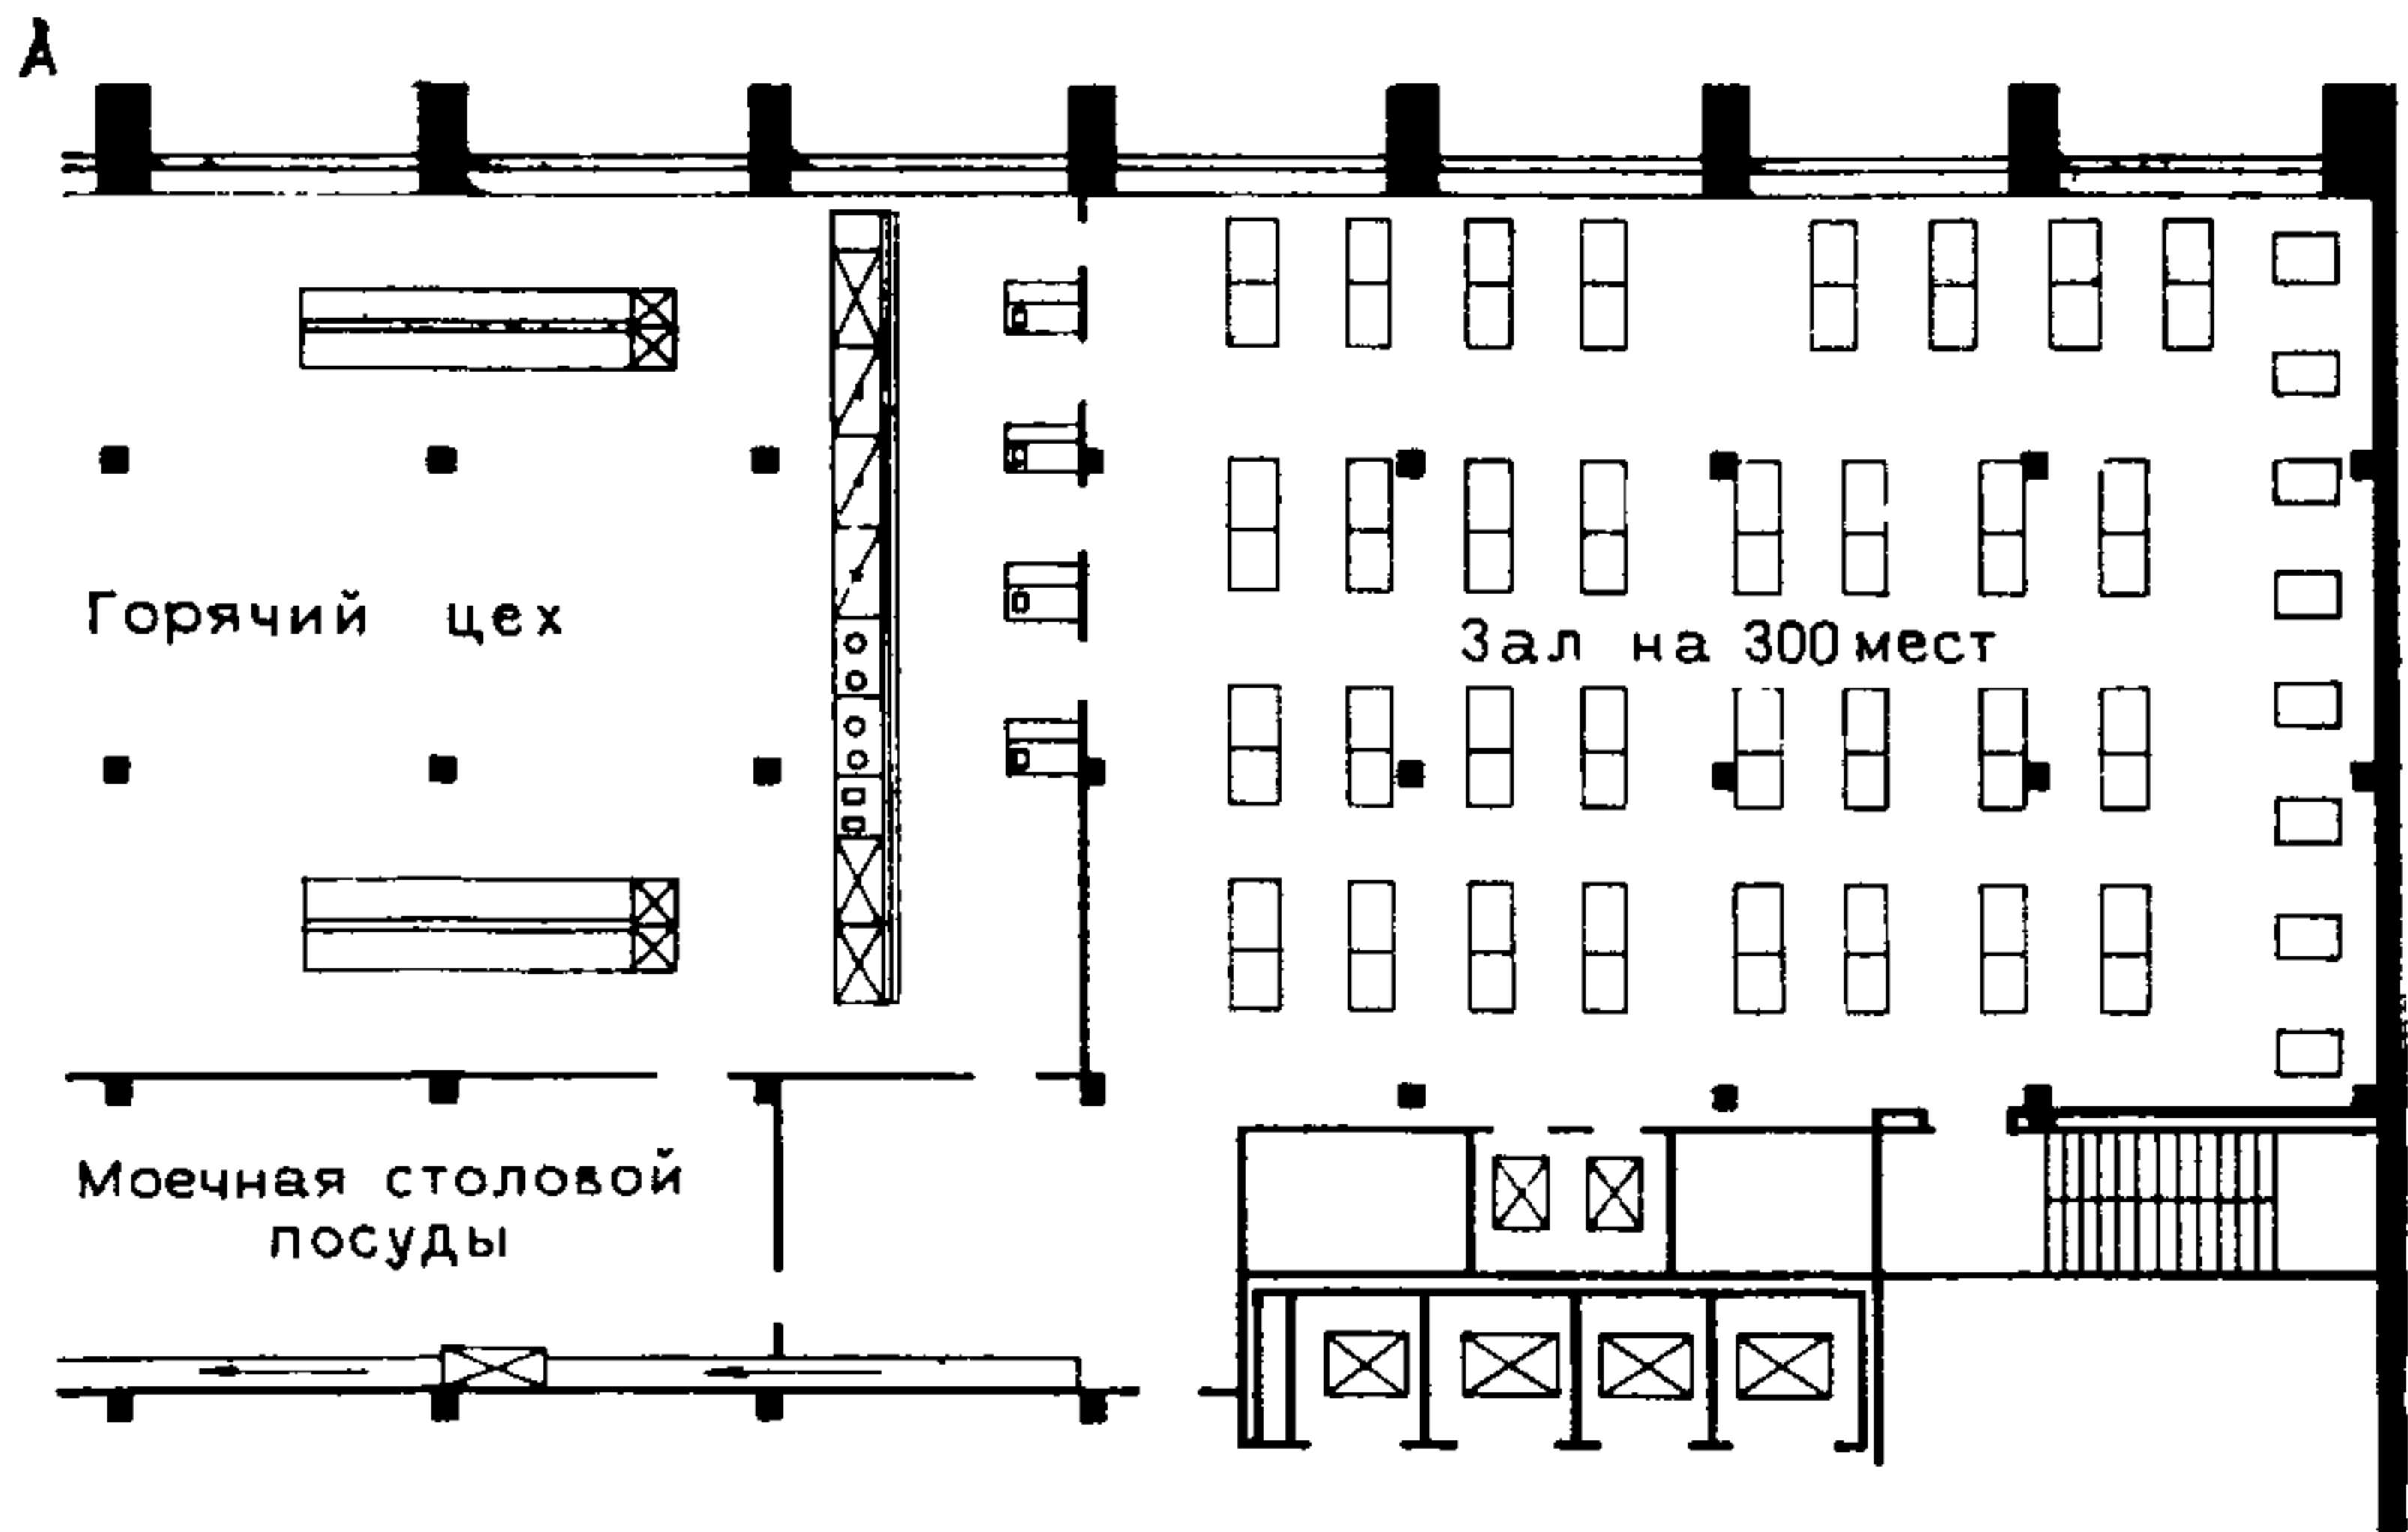 А
Горячий цех
Зал на 300 мест
Моечная столовой
посуды